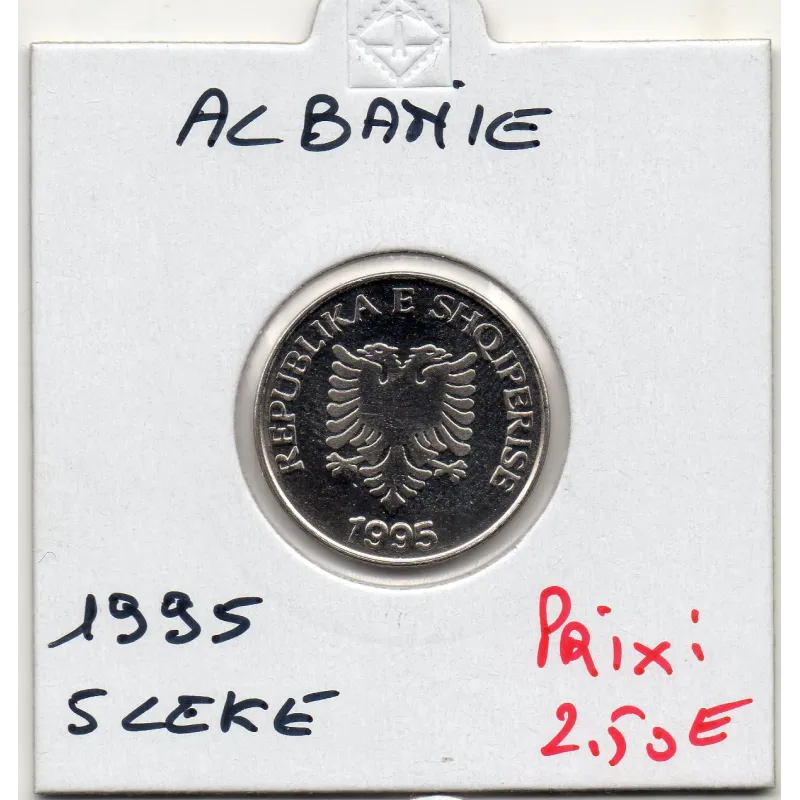 ALBANIE
REPUBLIKA E SHQIPERISE
1995
1995
5 LEKE
Prix :
2.50E